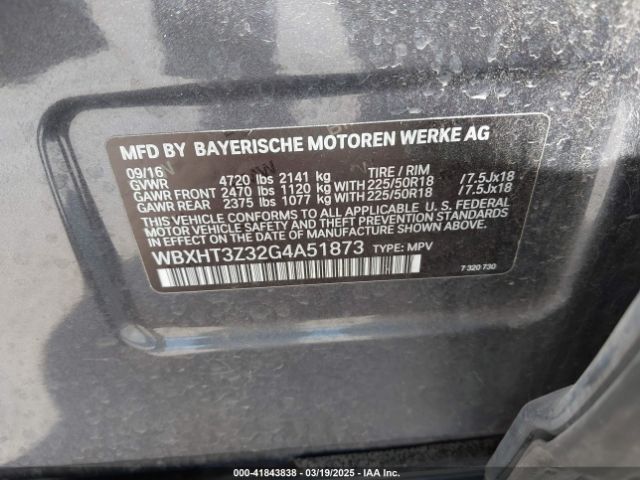 MFD BY BAYERISCHE MOTOREN WERKE AG
09/16
GVWR 4720 lbs 2141 kg TIRE / RIM
GAWR FRONT 2470 lbs 1120 kg WITH 225/50R18 /7.5Jx18
GAWR REAR 2375 lbs 1077 kg WITH 225/50R18 /7.5Jx18
THIS VEHICLE CONFORMS TO ALL APPLICABLE U. S. FEDERAL
MOTOR VEHICLE SAFETY AND THEFT PREVENTION STANDARDS
IN EFFECT ON THE DATE OF MANUFACTURE SHOWN ABOVE.
WBXHT3Z32G4A51873 TYPE: MPV
7 320 730
000-41843838 - 03/19/2025 - IAA Inc.